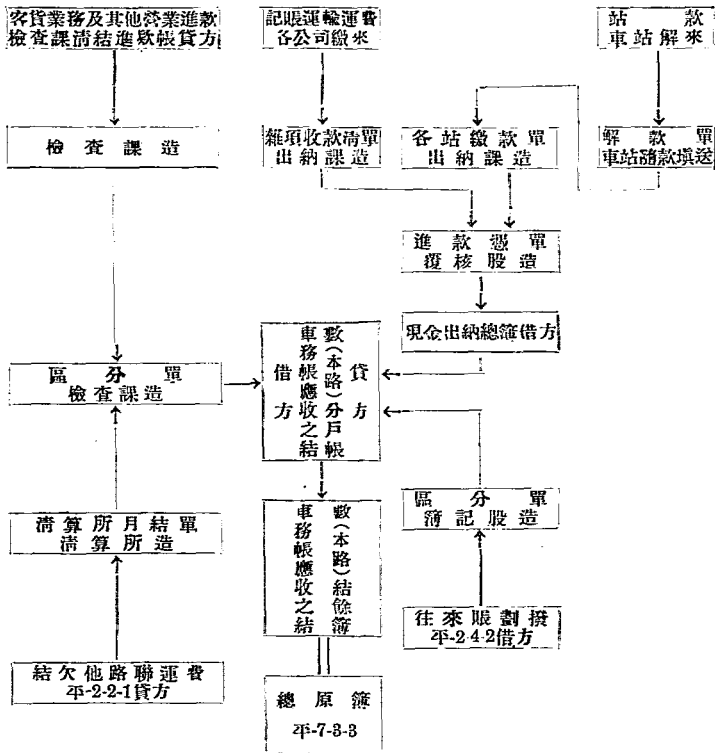 客貨業務及其他營業進款
檢查課清結進欵帳貸方
記賬運輸運費
各公司繳來
站款
車站解來
檢查課造
雜項收款清單
出納課造
各站繳款單
出納課造
解款單
車站隨款填送
進款憑單
覆核股造
現金出納總簿借方
區分單
檢查課造
借方
車務帳應收之結
數(本路)分戶帳
貸方
清算所月結單
清算所造
車務帳應收之結
數(本路)結餘簿
區分單
簿記股造
結欠他路聯運費
平-2-2-1貸方
往來賬劃撥
平-2-4-2借方
總原簿
平-7-3-3